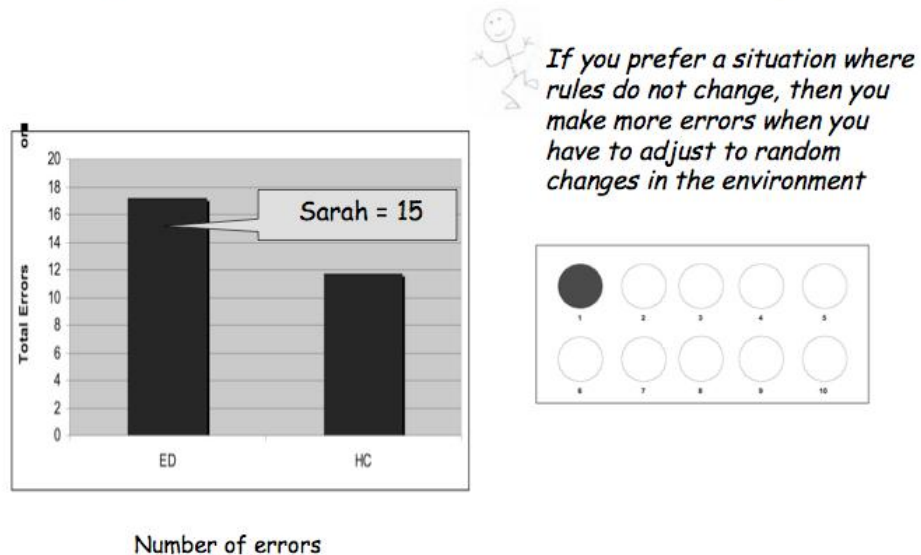 If you prefer a situation where
rules do not change, then you
make more errors when you
have to adjust to random
changes in the environment
Total Errors
20
18
16
14
12
10
8
6
4
2
0
Sarah = 15
ED
HC
1
2
3
4
5
6
7
8
9
10
Number of errors